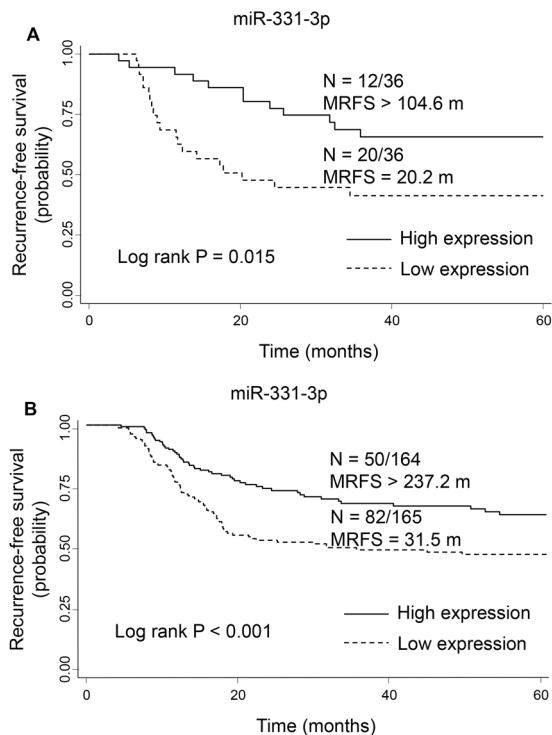 miR-331-3p
A
Recurrence-free survival
(probability)
1.00
0.75
0.50
0.25
0.00
N = 12/36
MRFS > 104.6 m
N = 20/36
MRFS = 20.2 m
Log rank P = 0.015
High expression
Low expression
0 20 40 60
Time (months)
miR-331-3p
B
Recurrence-free survival
(probability)
1.00
0.75
0.50
0.25
0.00
N = 50/164
MRFS > 237.2 m
N = 82/165
MRFS = 31.5 m
Log rank P < 0.001
High expression
Low expression
0 20 40 60
Time (months)